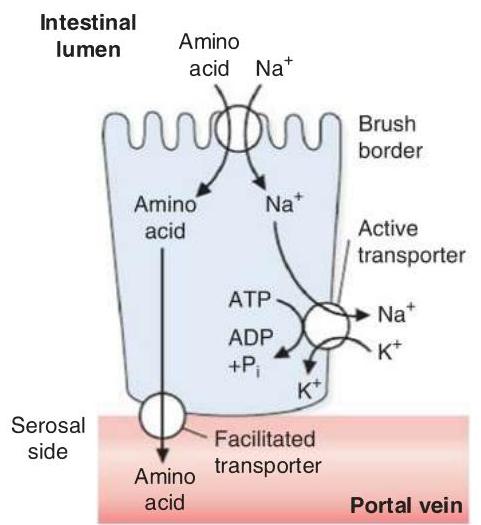 Intestinal
lumen
Amino
acid
Na⁺
Brush
border
Amino
acid
Na⁺
Active
transporter
ATP
ADP
+Pᵢ
Na⁺
K⁺
K⁺
Serosal
side
Facilitated
transporter
Amino
acid
Portal vein